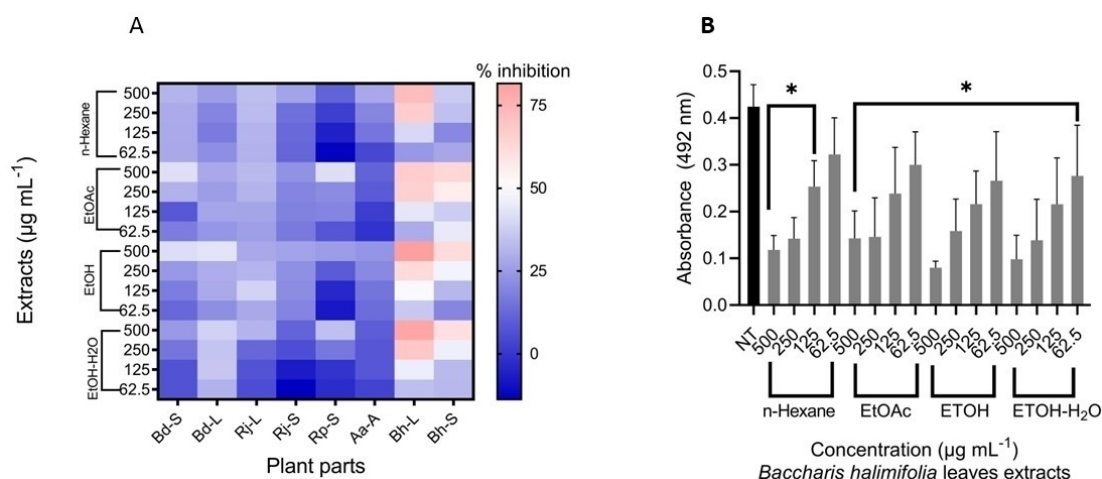 A
% inhibition
75
50
25
0
Extracts (µg mL⁻¹)
n-Hexane
500
250
125
62.5
EtOAc
500
250
125
62.5
EtOH
500
250
125
62.5
EtOH-H2O
500
250
125
62.5
Bd-S Bd-L Rj-L Rj-S Rp-S Aa-A Bh-L Bh-S
Plant parts
B
Absorbance (492 nm)
0.5
0.4
0.3
0.2
0.1
0.0
* *
NT 500 250 125 62.5 500 250 125 62.5 500 250 125 62.5 500 250 125 62.5
n-Hexane EtOAc ETOH ETOH-H₂O
Concentration (µg mL⁻¹)
Baccharis halimifolia leaves extracts